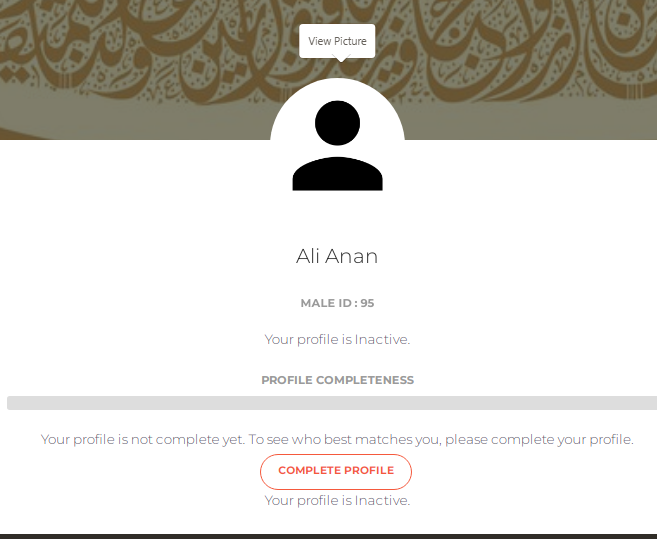 View Picture
Ali Anan
MALE ID : 95
Your profile is Inactive.
PROFILE COMPLETENESS
Your profile is not complete yet. To see who best matches you, please complete your profile.
COMPLETE PROFILE
Your profile is Inactive.